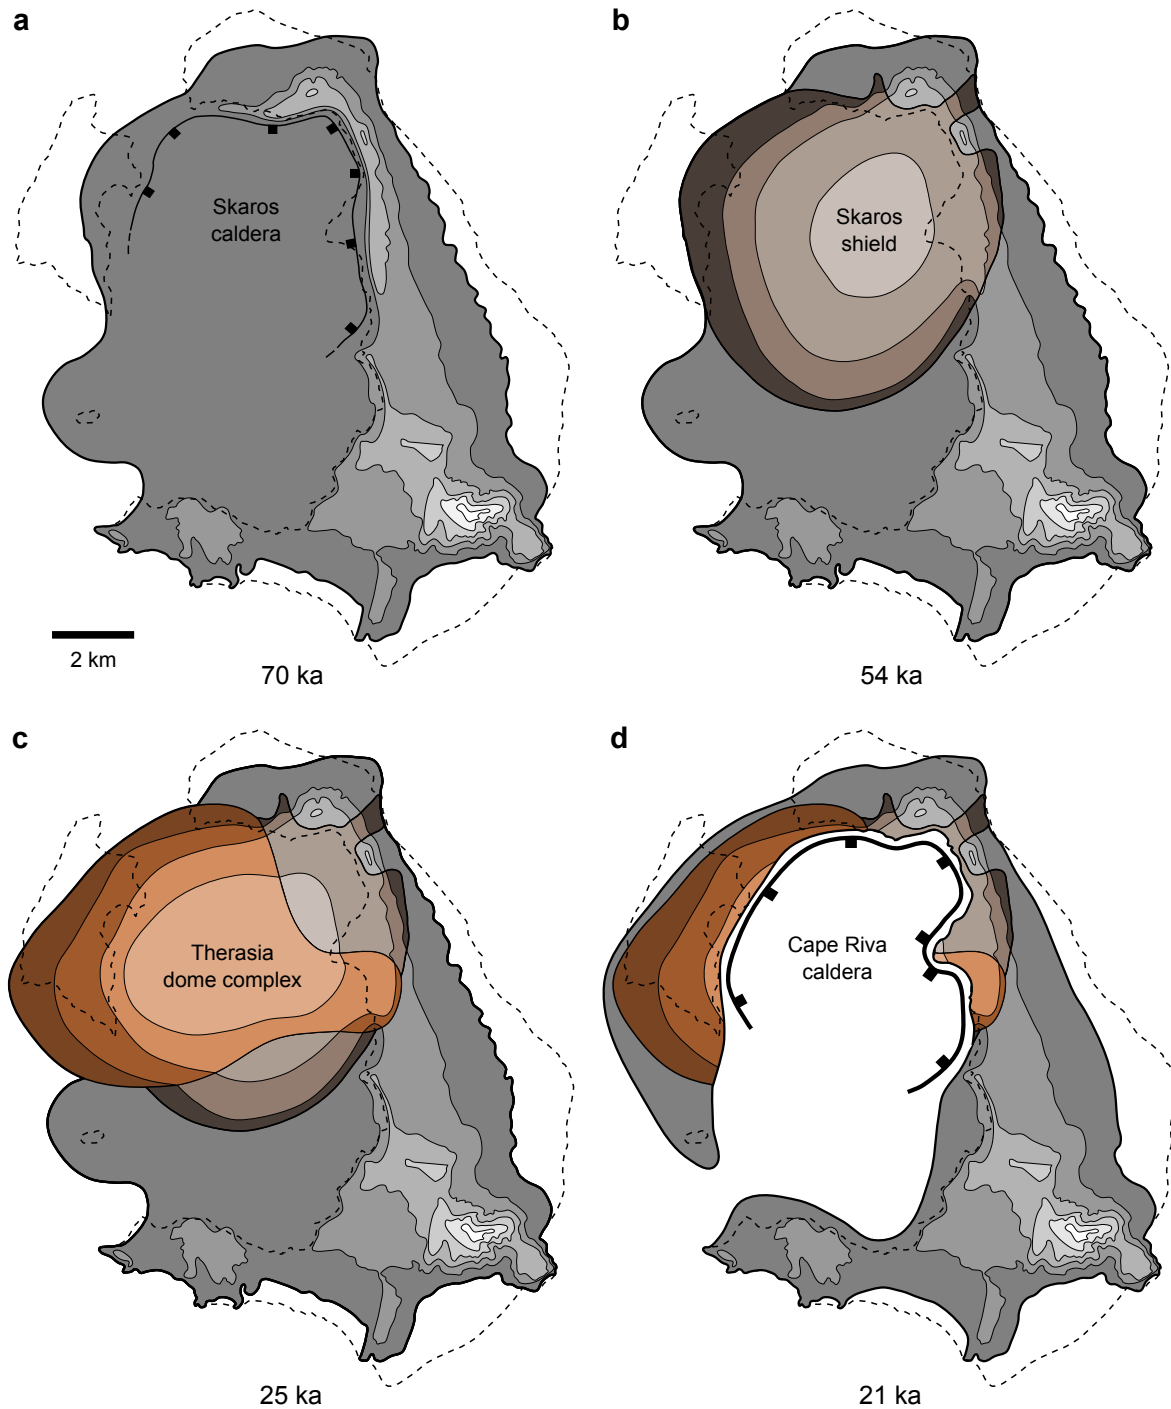 a
b
Skaros
caldera
Skaros
shield
2 km
70 ka
54 ka
c
d
Therasia
dome complex
Cape Riva
caldera
25 ka
21 ka